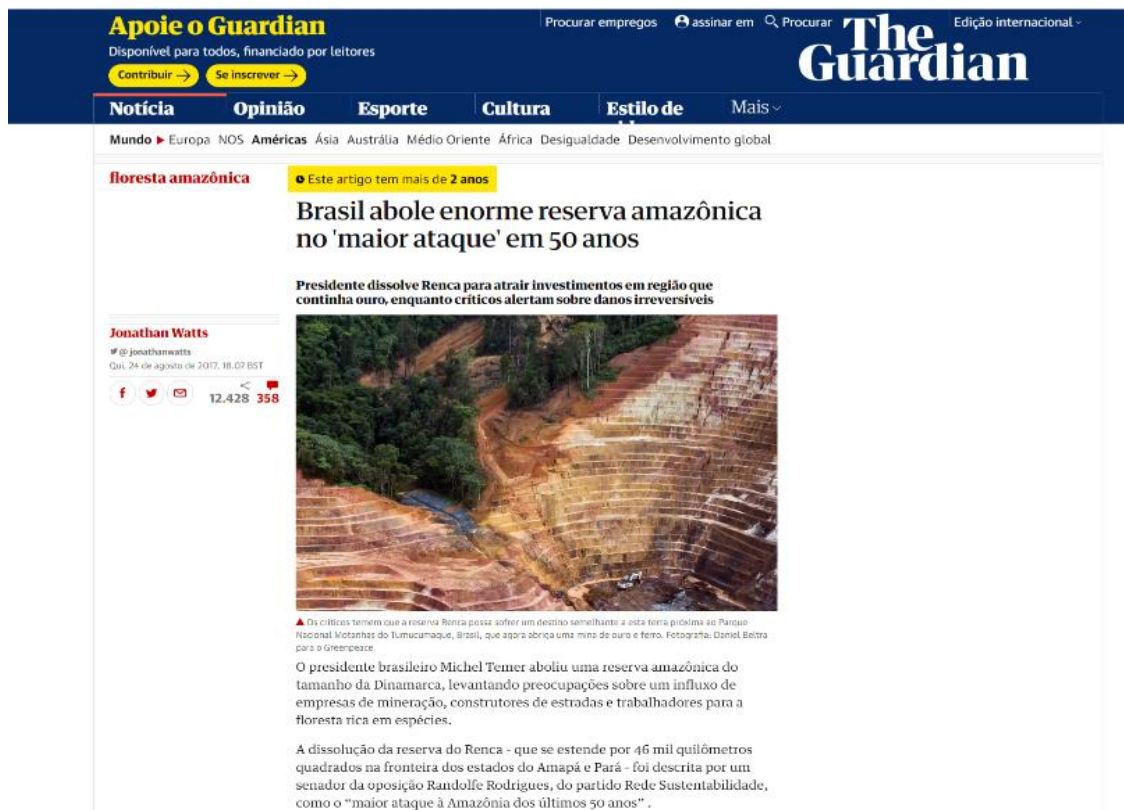 Apoie o Guardian
Disponível para todos, financiado por leitores
Contribuir →
Se inscrever →
Procurar empregos
assinar em
Procurar
Edição internacional
The Guardian
Notícia
Opinião
Esporte
Cultura
Estilo de
Mais
Mundo ▶ Europa NOS Américas Ásia Austrália Médio Oriente África Desigualdade Desenvolvimento global
floresta amazônica
Este artigo tem mais de 2 anos
Brasil abole enorme reserva amazônica
no 'maior ataque' em 50 anos
Presidente dissolve Renca para atrair investimentos em região que
continha ouro, enquanto críticos alertam sobre danos irreversíveis
Jonathan Watts
@ jonathanwatts
Qui, 24 de agosto de 2017, 18.07 BST
12.428 358
Os críticos temem que a reserva Renca possa sofrer um destino semelhante a esta terra próxima ao Parque
Nacional Motanhas do Tumucumaque, Brasil, que agora abriga uma mina de ouro e ferro. Fotografia: Daniel Beltra
para o Greenpeace
O presidente brasileiro Michel Temer aboliu uma reserva amazônica do
tamanho da Dinamarca, levantando preocupações sobre um influxo de
empresas de mineração, construtores de estradas e trabalhadores para a
floresta rica em espécies.
A dissolução da reserva do Renca - que se estende por 46 mil quilômetros
quadrados na fronteira dos estados do Amapá e Pará - foi descrita por um
senador da oposição Randolfe Rodrigues, do partido Rede Sustentabilidade,
como o “maior ataque à Amazônia dos últimos 50 anos” .